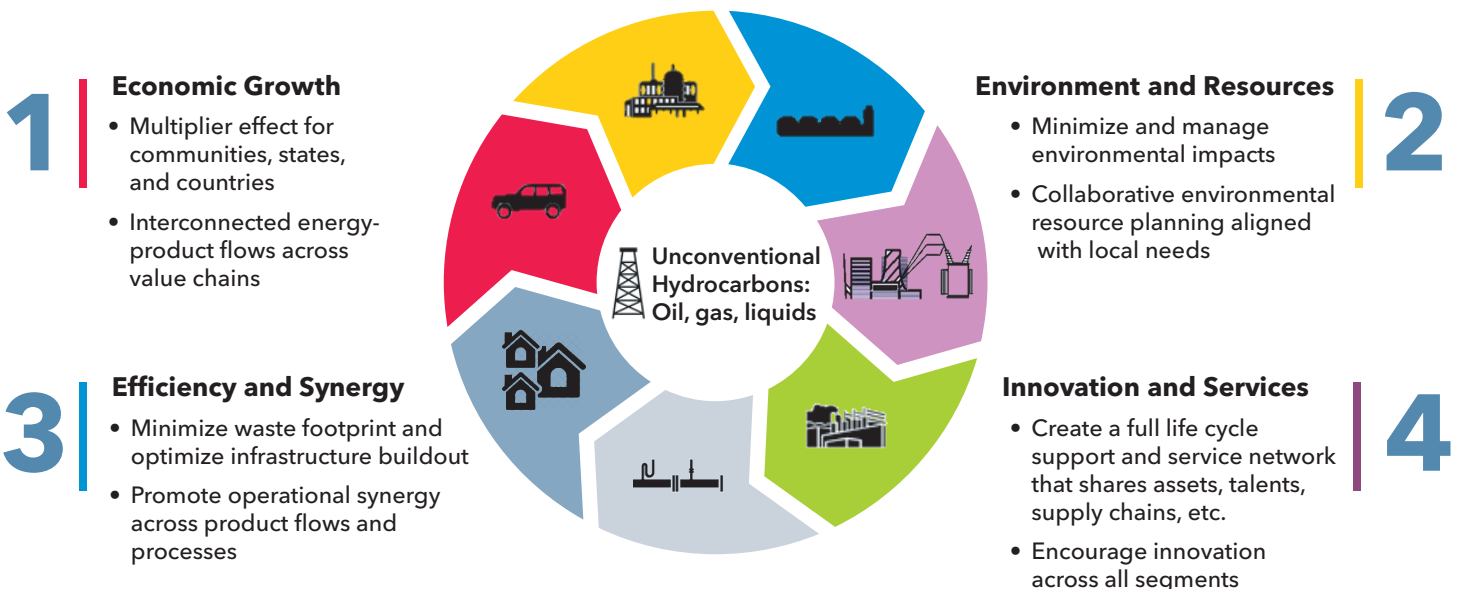 1
Economic Growth
• Multiplier effect for
communities, states,
and countries
• Interconnected energy-
product flows across
value chains
Environment and Resources
2
• Minimize and manage
environmental impacts
• Collaborative environmental
resource planning aligned
with local needs
Unconventional
Hydrocarbons:
Oil, gas, liquids
3
Efficiency and Synergy
• Minimize waste footprint and
optimize infrastructure buildout
• Promote operational synergy
across product flows and
processes
Innovation and Services
4
• Create a full life cycle
support and service network
that shares assets, talents,
supply chains, etc.
• Encourage innovation
across all segments